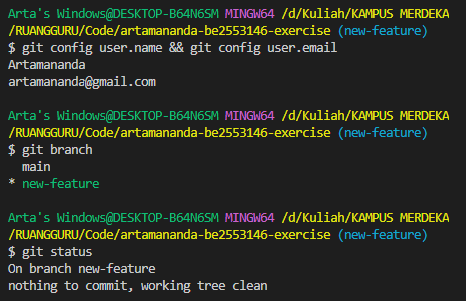 Arta's Windows@DESKTOP-B64N6SM MINGW64 /d/Kuliah/KAMPUS MERDEKA
/RUANGGURU/Code/artamananda-be2553146-exercise (new-feature)
$ git config user.name && git config user.email
Artamananda
artamananda@gmail.com
Arta's Windows@DESKTOP-B64N6SM MINGW64 /d/Kuliah/KAMPUS MERDEKA
/RUANGGURU/Code/artamananda-be2553146-exercise (new-feature)
$ git branch
  main
* new-feature
Arta's Windows@DESKTOP-B64N6SM MINGW64 /d/Kuliah/KAMPUS MERDEKA
/RUANGGURU/Code/artamananda-be2553146-exercise (new-feature)
$ git status
On branch new-feature
nothing to commit, working tree clean